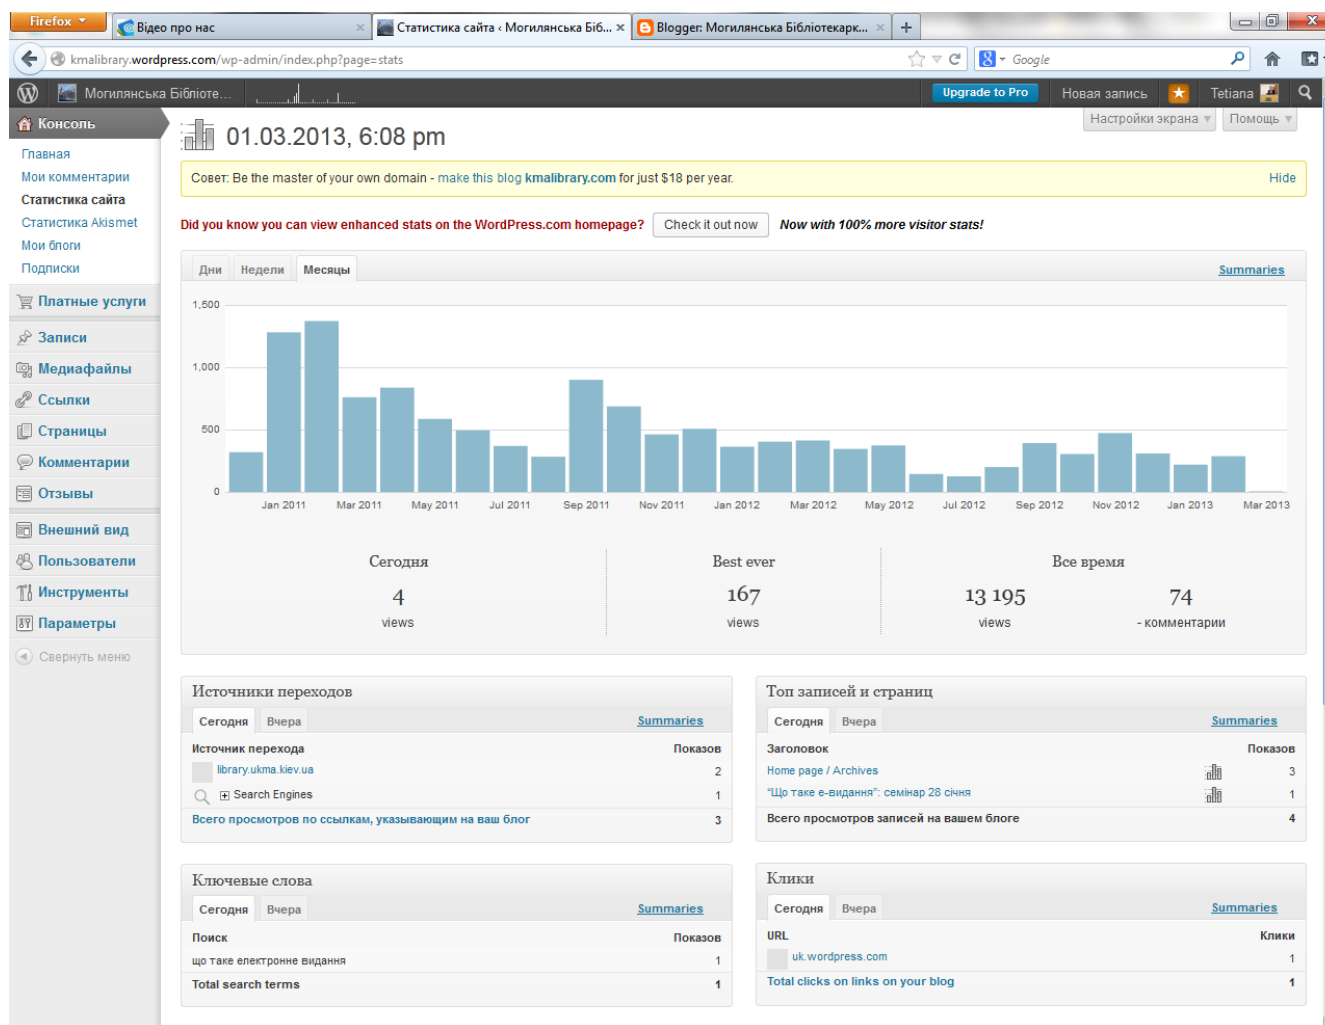 Firefox
Відео про нас
Статистика сайта ‹ Могилянська Біб...
Blogger: Могилянська Бібліотекарк...
kmalibrary.wordpress.com/wp-admin/index.php?page=stats
Google
Могилянська Бібліоте...
Upgrade to Pro
Новая запись
Tetiana
Консоль
Главная
Мои комментарии
Статистика сайта
Статистика Akismet
Мои блоги
Подписки
Платные услуги
Записи
Медиафайлы
Ссылки
Страницы
Комментарии
Отзывы
Внешний вид
Пользователи
Инструменты
Параметры
Свернуть меню
Настройки экрана
Помощь
01.03.2013, 6:08 pm
Совет: Be the master of your own domain - make this blog kmalibrary.com for just $18 per year.
Hide
Did you know you can view enhanced stats on the WordPress.com homepage? Check it out now Now with 100% more visitor stats!
Дни Недели Месяцы
Summaries
1,500
1,000
500
0
Jan 2011 Mar 2011 May 2011 Jul 2011 Sep 2011 Nov 2011 Jan 2012 Mar 2012 May 2012 Jul 2012 Sep 2012 Nov 2012 Jan 2013 Mar 2013
Сегодня
4
views
Best ever
167
views
Все время
13 195 74
views - комментарии
Источники переходов
Сегодня Вчера Summaries
Источник перехода Показов
library.ukma.kiev.ua 2
Search Engines 1
Всего просмотров по ссылкам, указывающим на ваш блог 3
Топ записей и страниц
Сегодня Вчера Summaries
Заголовок Показов
Home page / Archives 3
"Що таке е-видання": семінар 28 січня 1
Всего просмотров записей на вашем блоге 4
Ключевые слова
Сегодня Вчера Summaries
Поиск Показов
що таке електронне видання 1
Total search terms 1
Клики
Сегодня Вчера Summaries
URL Клики
uk.wordpress.com 1
Total clicks on links on your blog 1